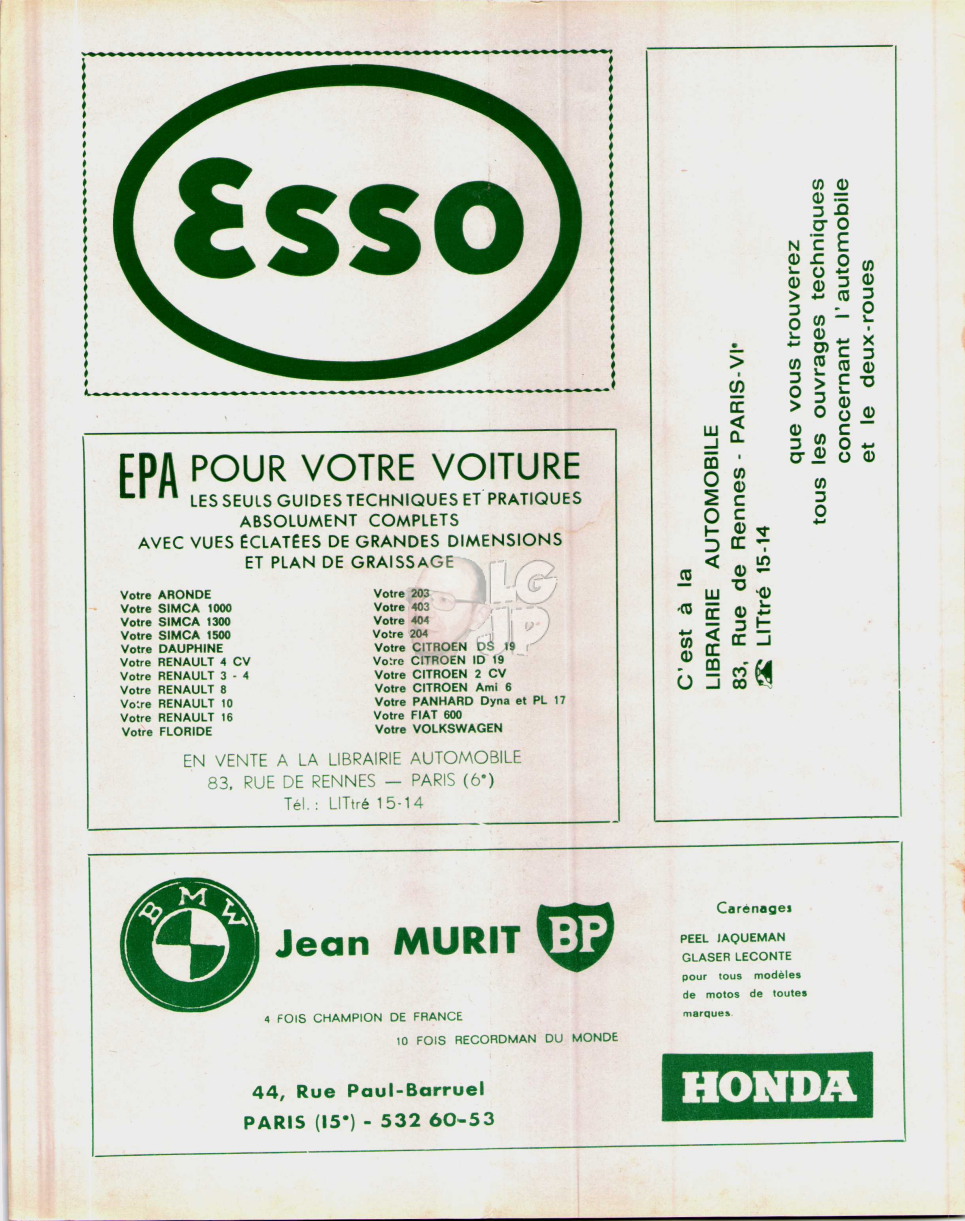 Esso
C'est à la
LIBRAIRIE AUTOMOBILE
83, Rue de Rennes - PARIS-VI•
LITtré 15-14
que vous trouverez
tous les ouvrages techniques
concernant l'automobile
et le deux-roues
EPA POUR VOTRE VOITURE
LES SEULS GUIDES TECHNIQUES ET PRATIQUES
ABSOLUMENT COMPLETS
AVEC VUES ÉCLATÉES DE GRANDES DIMENSIONS
ET PLAN DE GRAISSAGE
Votre ARONDE
Votre SIMCA 1000
Votre SIMCA 1300
Votre SIMCA 1500
Votre DAUPHINE
Votre RENAULT 4 CV
Votre RENAULT 3 - 4
Votre RENAULT 8
Votre RENAULT 10
Votre RENAULT 16
Votre FLORIDE
Votre 203
Votre 403
Votre 404
Votre 204
Votre CITROEN DS 19
Votre CITROEN ID 19
Votre CITROEN 2 CV
Votre CITROEN Ami 6
Votre PANHARD Dyna et PL 17
Votre FIAT 600
Votre VOLKSWAGEN
LG
JP
EN VENTE A LA LIBRAIRIE AUTOMOBILE
83, RUE DE RENNES — PARIS (6•)
Tél. : LITtré 15-14
BMW
Jean MURIT BP
4 FOIS CHAMPION DE FRANCE
10 FOIS RECORDMAN DU MONDE
44, Rue Paul-Barruel
PARIS (15•) - 532 60-53
Carénages
PEEL JAQUEMAN
GLASER LECONTE
pour tous modèles
de motos de toutes
marques.
HONDA